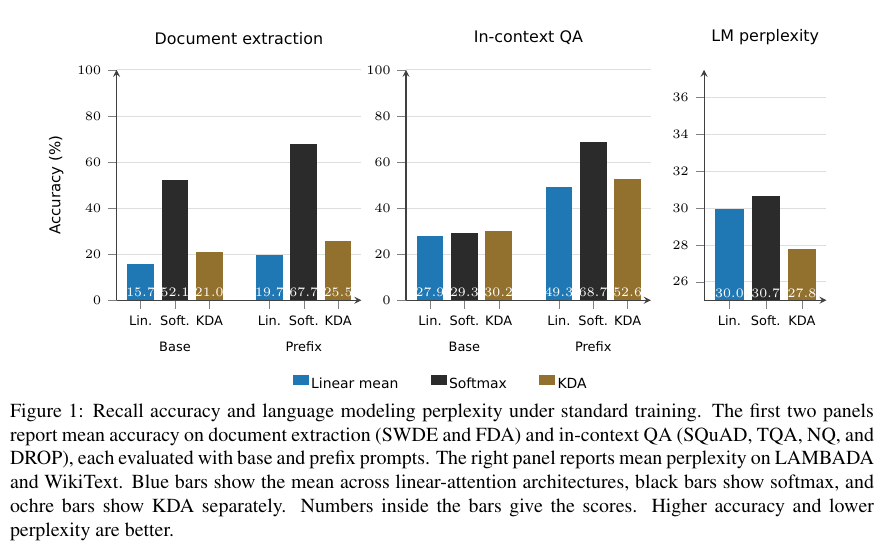 Document extraction
In-context QA
LM perplexity
Accuracy (%)
100
80
60
40
20
0
15.7 52.1 21.0 19.7 67.7 25.5
Lin. Soft. KDA Lin. Soft. KDA
Base Prefix
100
80
60
40
20
0
27.9 29.3 30.2 49.3 68.7 52.6
Lin. Soft. KDA Lin. Soft. KDA
Base Prefix
36
34
32
30
28
26
30.0 30.7 27.8
Lin. Soft. KDA
Linear mean Softmax KDA
Figure 1: Recall accuracy and language modeling perplexity under standard training. The first two panels
report mean accuracy on document extraction (SWDE and FDA) and in-context QA (SQuAD, TQA, NQ, and
DROP), each evaluated with base and prefix prompts. The right panel reports mean perplexity on LAMBADA
and WikiText. Blue bars show the mean across linear-attention architectures, black bars show softmax, and
ochre bars show KDA separately. Numbers inside the bars give the scores. Higher accuracy and lower
perplexity are better.